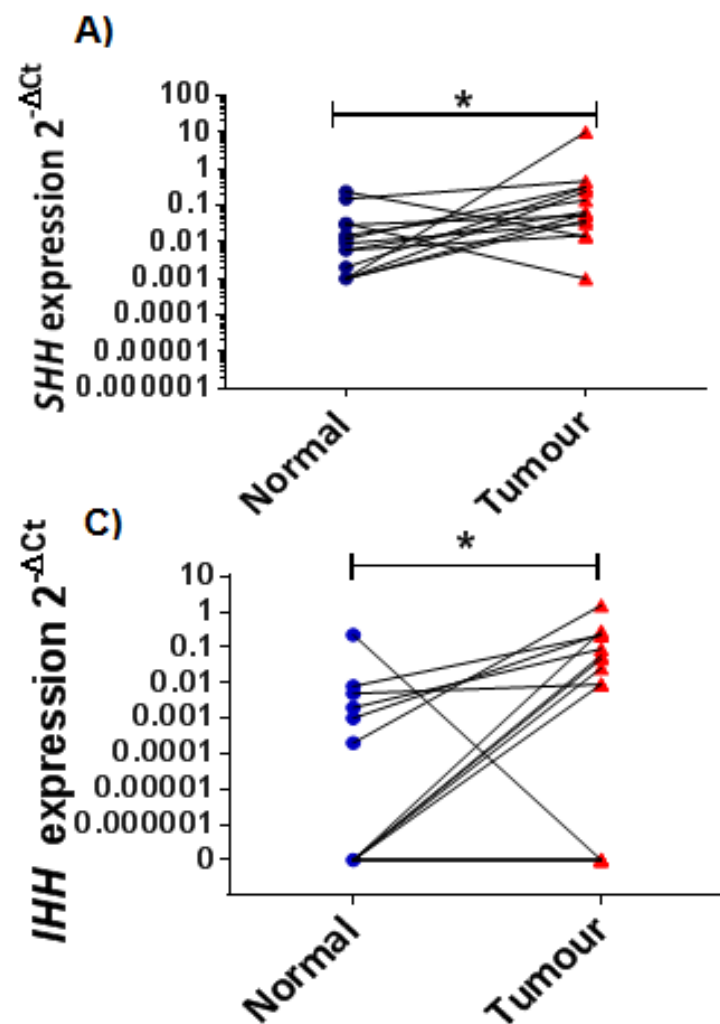 A)
SHH expression 2^-ΔCt
*
100
10
1
0.1
0.01
0.001
0.0001
0.00001
0.000001
Normal
Tumour
C)
IHH expression 2^-ΔCt
*
10
1
0.1
0.01
0.001
0.0001
0.00001
0.000001
0
Normal
Tumour